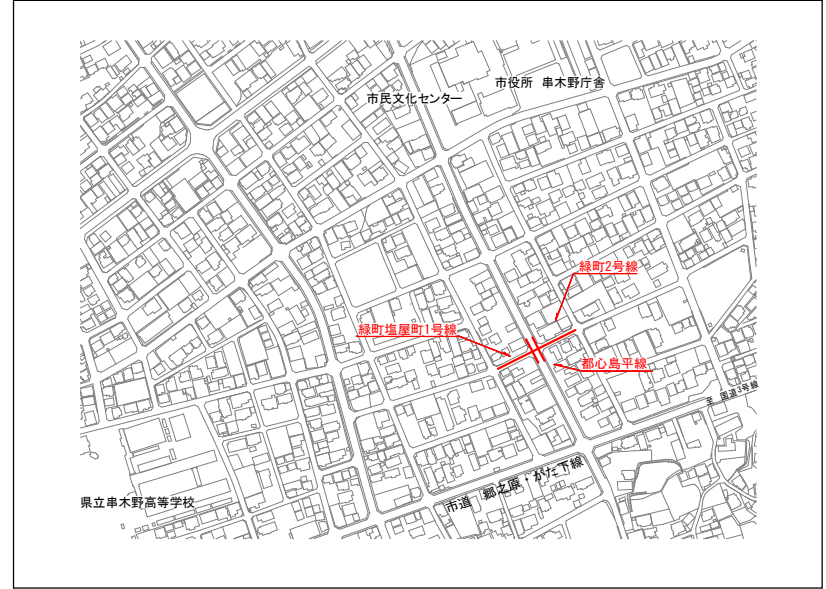 市役所 串木野庁舎
市民文化センター
緑町2号線
緑町塩屋町1号線
都心島平線
至 国道3号線
市道 郷之原・がた下線
県立串木野高等学校